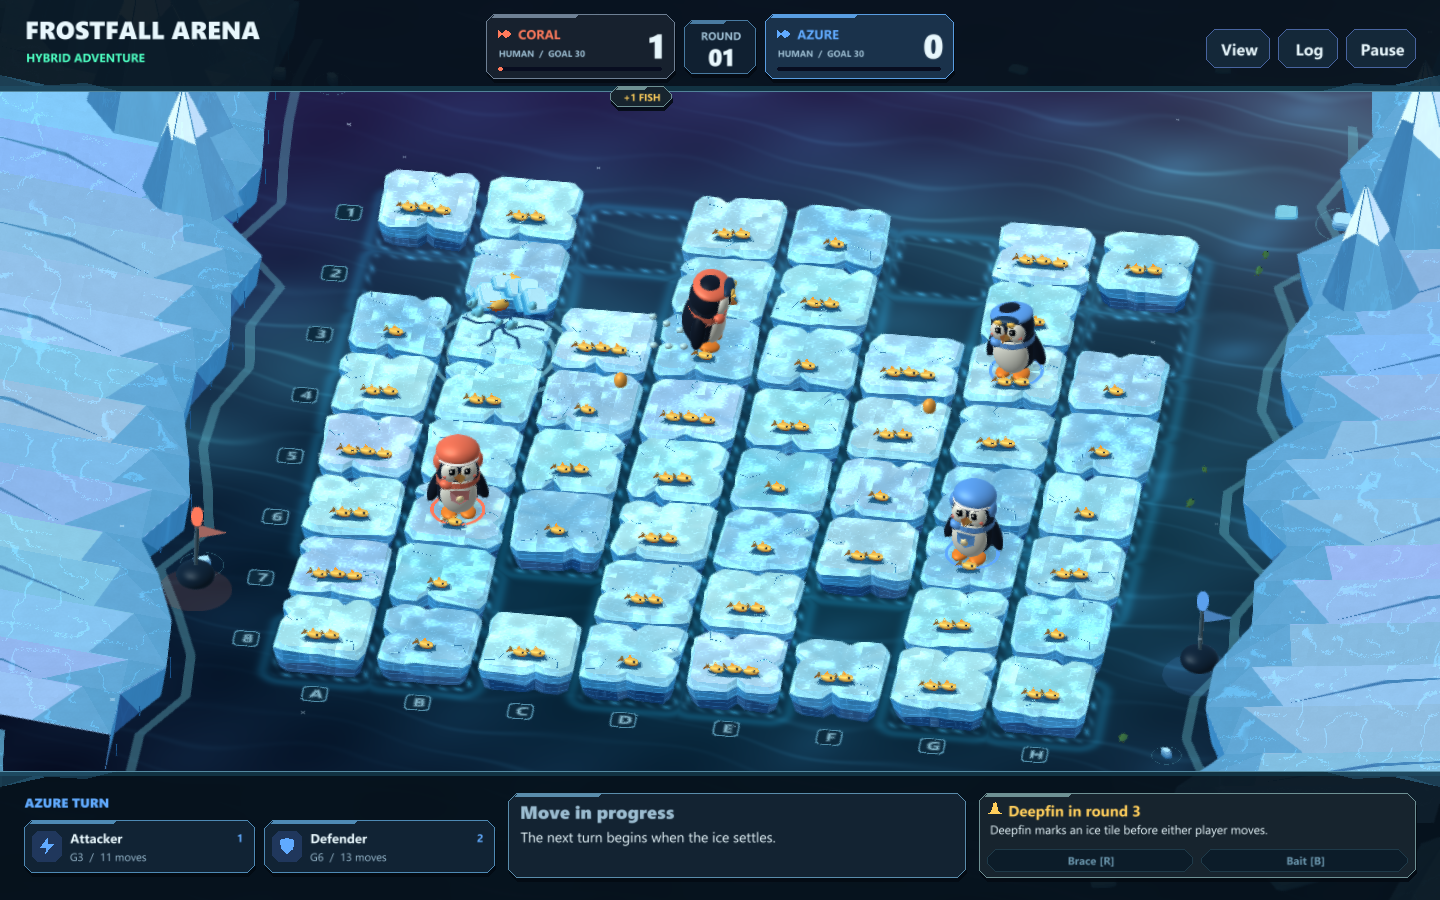 FROSTFALL ARENA
HYBRID ADVENTURE
CORAL
HUMAN / GOAL 30
1
ROUND
01
AZURE
HUMAN / GOAL 30
0
View
Log
Pause
+1 FISH
1
2
3
4
5
6
7
8
A
B
C
D
E
F
G
H
AZURE TURN
Attacker
1
G3 / 11 moves
Defender
2
G6 / 13 moves
Move in progress
The next turn begins when the ice settles.
Deepfin in round 3
Deepfin marks an ice tile before either player moves.
Brace [R]
Bait [B]